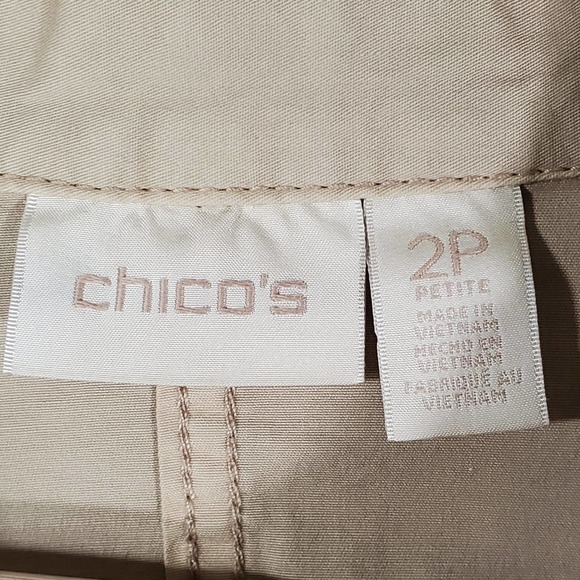 chico's
2P
PETITE
MADE IN
VIETNAM
HECHO EN
VIETNAM
FABRIQUÉ AU
VIETNAM